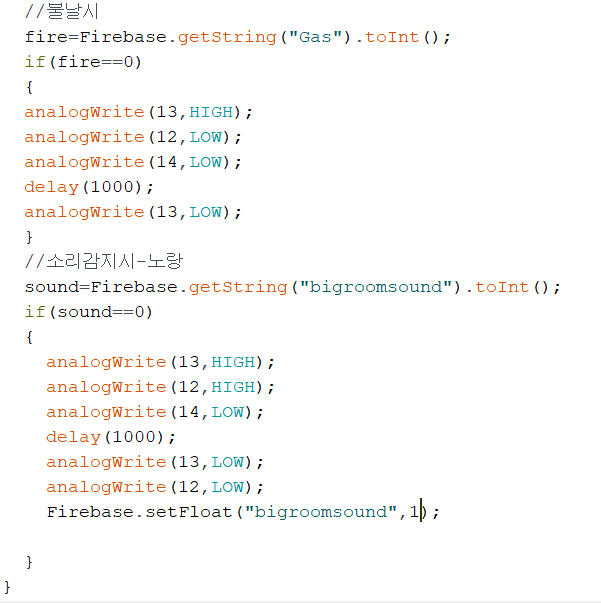 //불날시
fire=Firebase.getString("Gas").toInt();
if(fire==0)
{
analogWrite(13,HIGH);
analogWrite(12,LOW);
analogWrite(14,LOW);
delay(1000);
analogWrite(13,LOW);
}
//소리감지시-노랑
sound=Firebase.getString("bigroomsound").toInt();
if(sound==0)
{
analogWrite(13,HIGH);
analogWrite(12,HIGH);
analogWrite(14,LOW);
delay(1000);
analogWrite(13,LOW);
analogWrite(12,LOW);
Firebase.setFloat("bigroomsound",1);
}
}